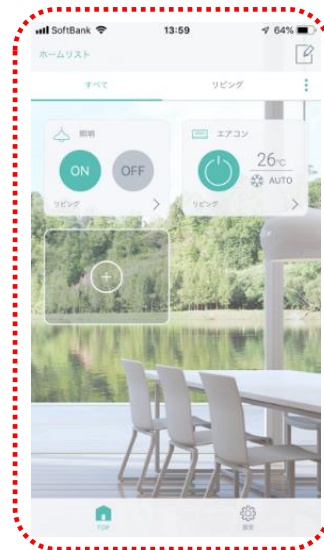 SoftBank 13:59 64%
ホームリスト
すべて リビング
照明 エアコン
ON OFF 26℃
AUTO
リビング リビング
TOP 設定